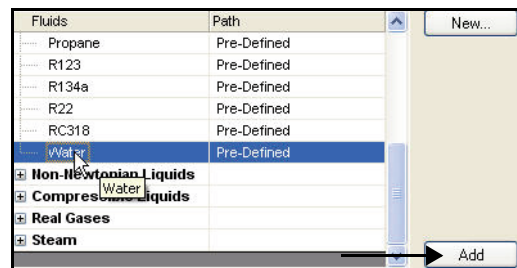 Fluids Path New...
Propane Pre-Defined
R123 Pre-Defined
R134a Pre-Defined
R22 Pre-Defined
RC318 Pre-Defined
Water Pre-Defined
Non-Newtonian Liquids
Water
Compressible Liquids
Real Gases
Steam
Add